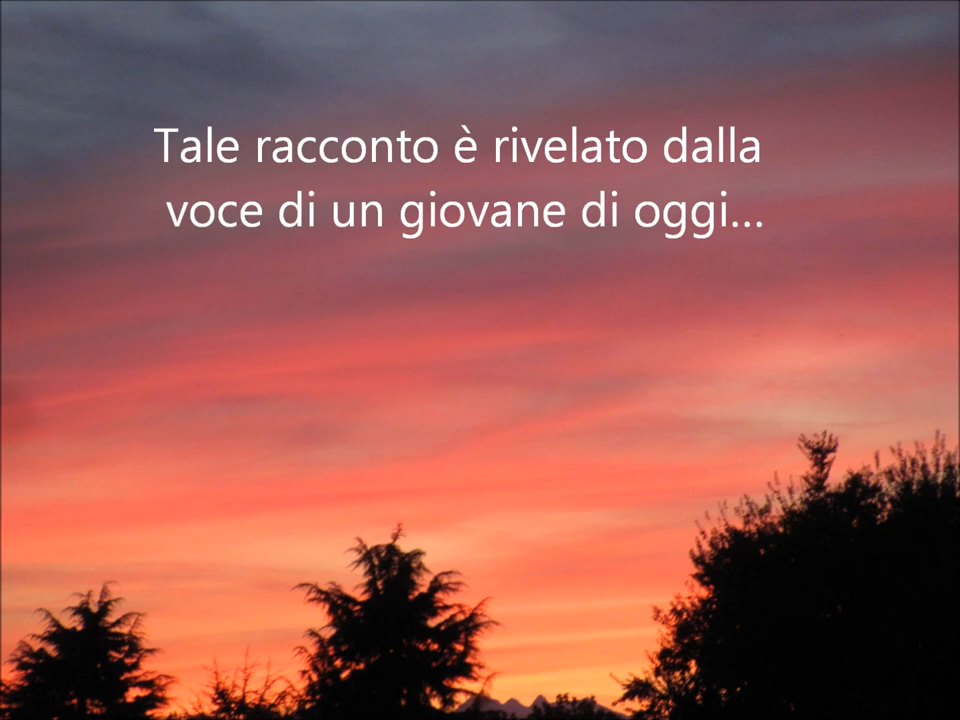 Tale racconto è rivelato dalla
voce di un giovane di oggi...